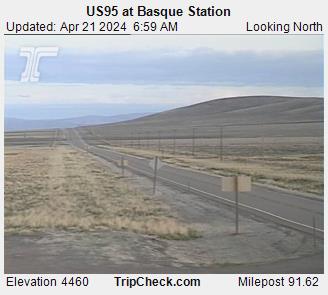 US95 at Basque Station
Updated: Apr 21 2024 6:59 AM Looking North
Elevation 4460 TripCheck.com Milepost 91.62